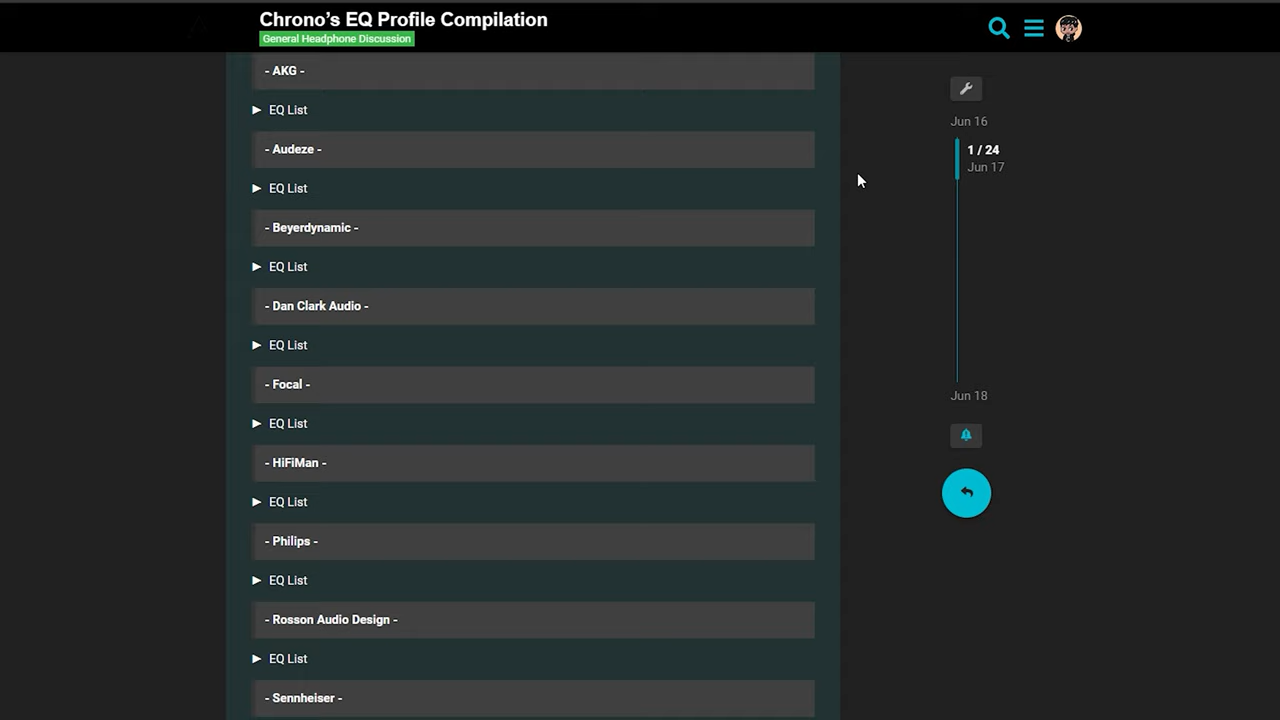 Chrono’s EQ Profile Compilation
General Headphone Discussion
- AKG -
▶ EQ List
- Audeze -
▶ EQ List
- Beyerdynamic -
▶ EQ List
- Dan Clark Audio -
▶ EQ List
- Focal -
▶ EQ List
- HiFiMan -
▶ EQ List
- Philips -
▶ EQ List
- Rosson Audio Design -
▶ EQ List
- Sennheiser -
Jun 16
1 / 24
Jun 17
Jun 18